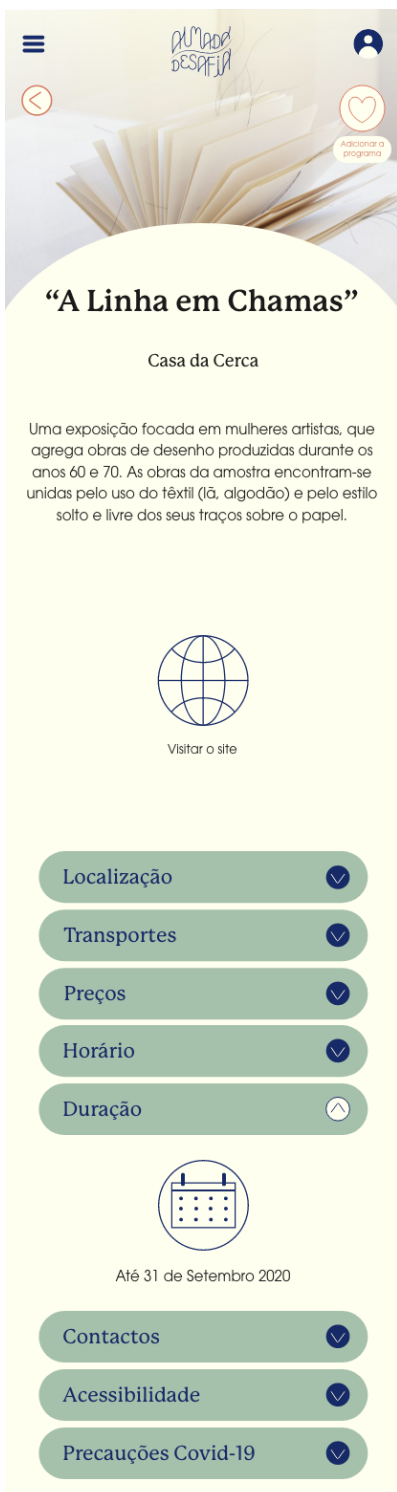 ALMADA
DESAFIA
Adicionar a
programa
“A Linha em Chamas”
Casa da Cerca
Uma exposição focada em mulheres artistas, que
agrega obras de desenho produzidas durante os
anos 60 e 70. As obras da amostra encontram-se
unidas pelo uso do têxtil (lã, algodão) e pelo estilo
solto e livre dos seus traços sobre o papel.
Visitar o site
Localização
Transportes
Preços
Horário
Duração
Até 31 de Setembro 2020
Contactos
Acessibilidade
Precauções Covid-19